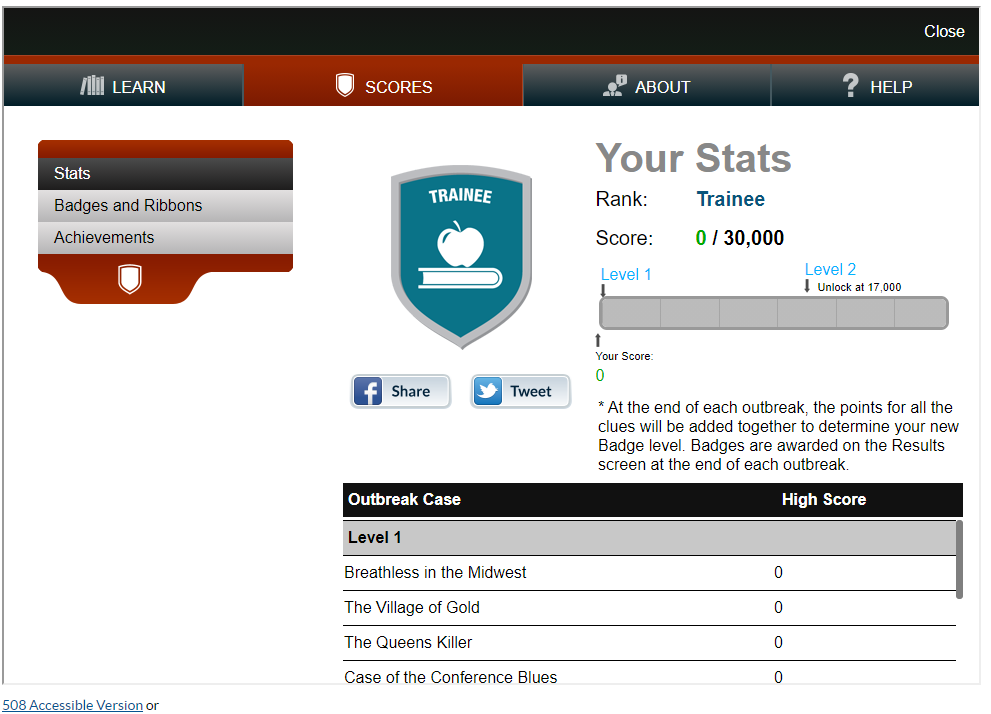 Close
LEARN
SCORES
ABOUT
? HELP
Stats
Badges and Ribbons
Achievements
TRAINEE
Share
Tweet
Your Stats
Rank: Trainee
Score: 0 / 30,000
Level 1
Level 2
Unlock at 17,000
Your Score:
0
* At the end of each outbreak, the points for all the
clues will be added together to determine your new
Badge level. Badges are awarded on the Results
screen at the end of each outbreak.
Outbreak Case High Score
Level 1
Breathless in the Midwest 0
The Village of Gold 0
The Queens Killer 0
Case of the Conference Blues 0
508 Accessible Version or